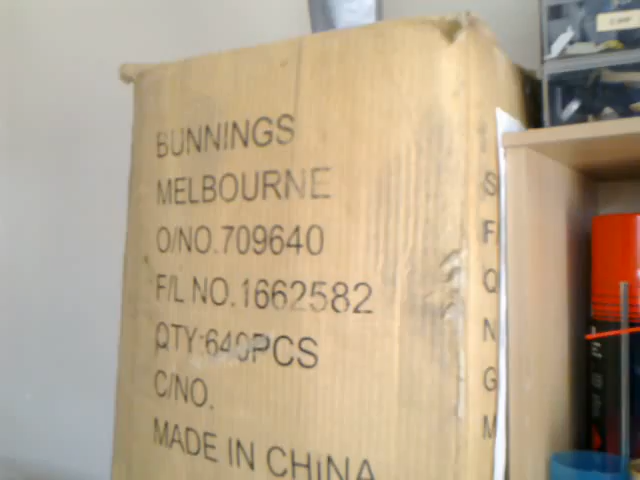 BUNNINGS
MELBOURNE
O/NO.709640
F/L NO.1662582
QTY:640PCS
C/NO.
MADE IN CHINA
S
F
Q
N
G
M